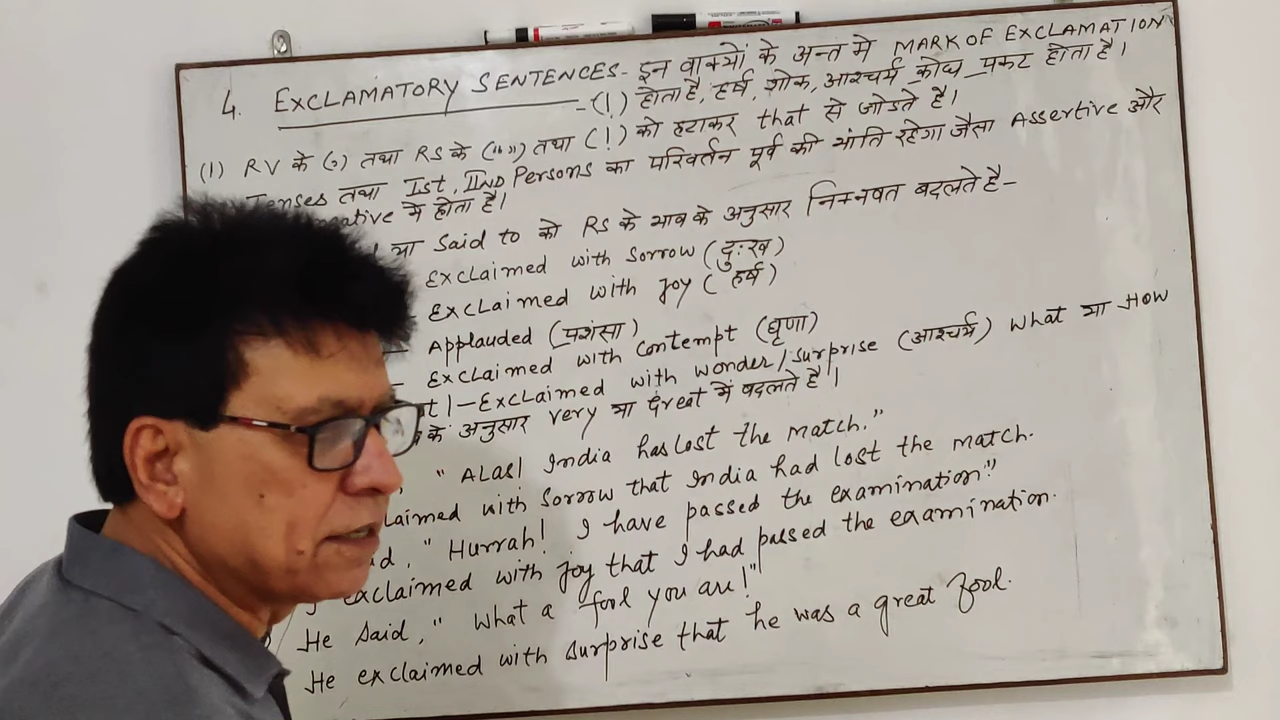 4. EXCLAMATORY SENTENCES- इन वाक्यों के अन्त मे MARK OF EXCLAMATION
-(!) होता है, हर्ष, शोक, आश्चर्य क्रोध प्रकट होता है।
(1) RV के (,) तथा RS के (“ ”) तथा (!) को हटाकर that से जोडते है।
Tenses तथा Ist, IIND Persons का परिवर्तन पूर्व की भांति रहेगा जैसा Assertive और
मे होता है।
या Said to को RS के भाव के अनुसार निम्नवत बदलते है-
Exclaimed with Sorrow (दुःख)
- Exclaimed with joy (हर्ष)
- Applauded (प्रशंसा)
- Exclaimed with contempt (घृणा)
- Exclaimed with wonder/surprise (आश्चर्य) What या HOW
के अनुसार very या Great में बदलते है।
, " ALAS! India has lost the match."
with Sorrow that India had lost the match.
, " Hurrah! I have passed the examination."
I exclaimed with joy that I had passed the examination.
He said, " What a fool you are!"
He exclaimed with surprise that he was a great fool.